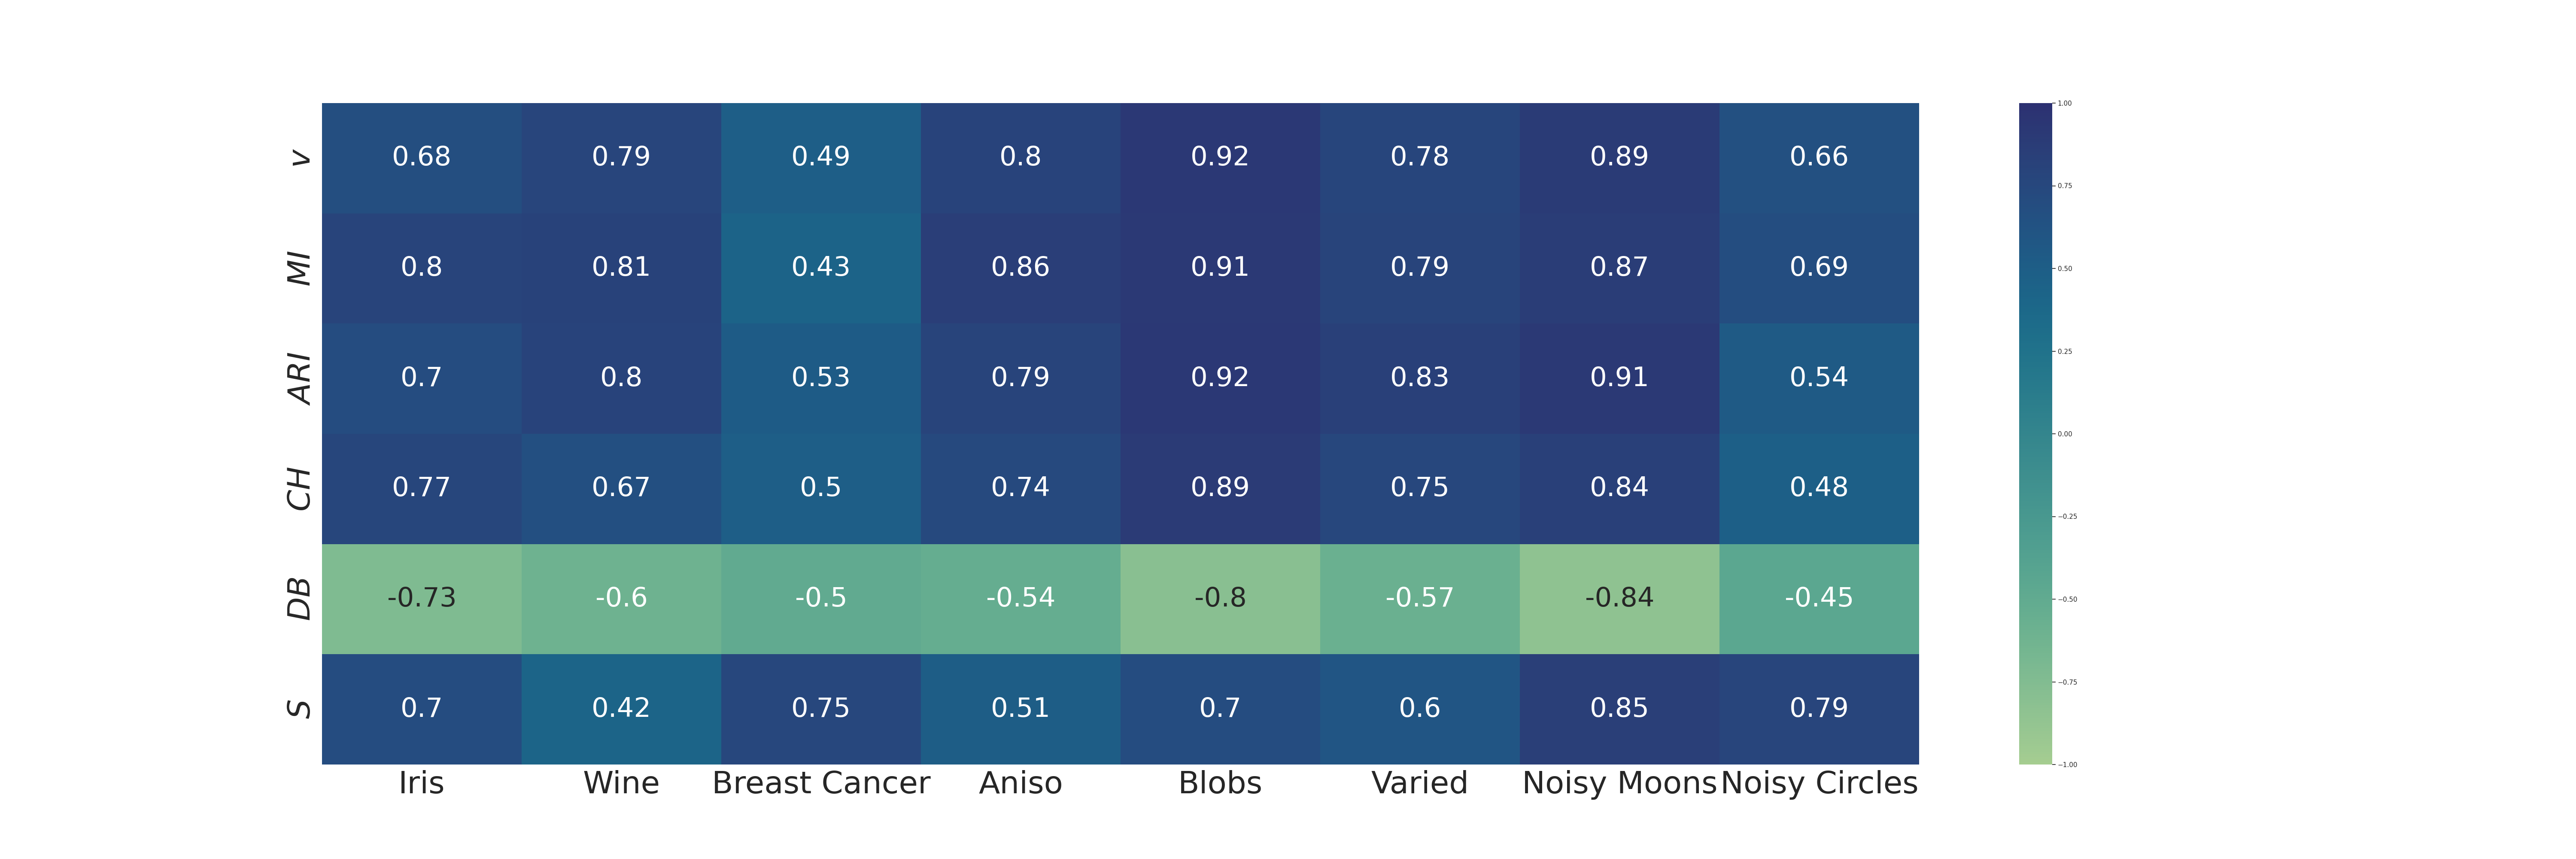 v 0.68 0.79 0.49 0.8 0.92 0.78 0.89 0.66
MI 0.8 0.81 0.43 0.86 0.91 0.79 0.87 0.69
ARI 0.7 0.8 0.53 0.79 0.92 0.83 0.91 0.54
CH 0.77 0.67 0.5 0.74 0.89 0.75 0.84 0.48
DB -0.73 -0.6 -0.5 -0.54 -0.8 -0.57 -0.84 -0.45
S 0.7 0.42 0.75 0.51 0.7 0.6 0.85 0.79
Iris Wine Breast Cancer Aniso Blobs Varied Noisy Moons Noisy Circles
1.00
0.75
0.50
0.25
0.00
−0.25
−0.50
−0.75
−1.00